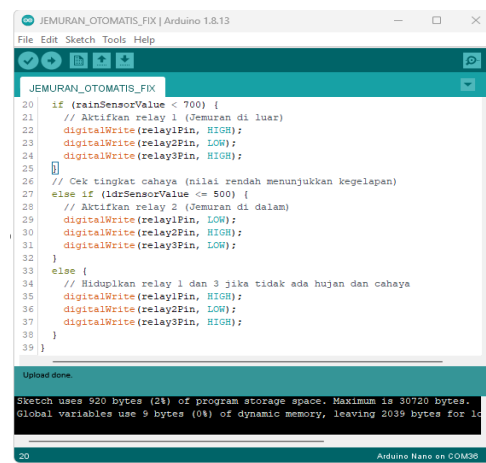 JEMURAN_OTOMATIS_FIX | Arduino 1.8.13
File Edit Sketch Tools Help
JEMURAN_OTOMATIS_FIX
20 if (rainSensorValue < 700) {
21 // Aktifkan relay 1 (Jemuran di luar)
22 digitalWrite(relay1Pin, HIGH);
23 digitalWrite(relay2Pin, LOW);
24 digitalWrite(relay3Pin, HIGH);
25 }
26 // Cek tingkat cahaya (nilai rendah menunjukkan kegelapan)
27 else if (ldrSensorValue <= 500) {
28 // Aktifkan relay 2 (Jemuran di dalam)
29 digitalWrite(relay1Pin, LOW);
30 digitalWrite(relay2Pin, HIGH);
31 digitalWrite(relay3Pin, LOW);
32 }
33 else {
34 // Hiduplkan relay 1 dan 3 jika tidak ada hujan dan cahaya
35 digitalWrite(relay1Pin, HIGH);
36 digitalWrite(relay2Pin, LOW);
37 digitalWrite(relay3Pin, HIGH);
38 }
39 }
Upload done.
Sketch uses 920 bytes (2%) of program storage space. Maximum is 30720 bytes.
Global variables use 9 bytes (0%) of dynamic memory, leaving 2039 bytes for lo
20 Arduino Nano on COM36